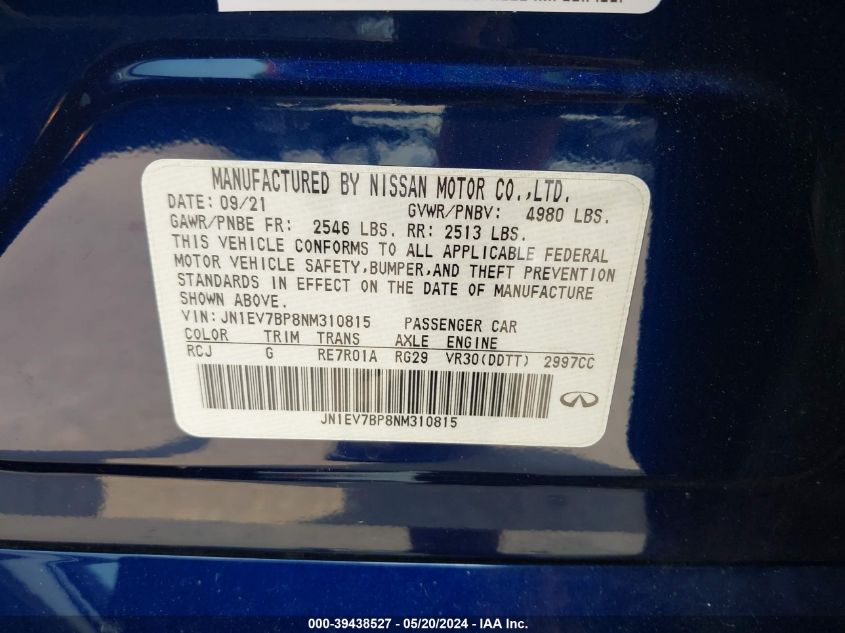 MANUFACTURED BY NISSAN MOTOR CO.,LTD.
DATE: 09/21 GVWR/PNBV: 4980 LBS.
GAWR/PNBE FR: 2546 LBS. RR: 2513 LBS.
THIS VEHICLE CONFORMS TO ALL APPLICABLE FEDERAL
MOTOR VEHICLE SAFETY,BUMPER,AND THEFT PREVENTION
STANDARDS IN EFFECT ON THE DATE OF MANUFACTURE
SHOWN ABOVE.
VIN: JN1EV7BP8NM310815 PASSENGER CAR
COLOR TRIM TRANS AXLE ENGINE
RCJ G RE7R01A RG29 VR30(DDTT) 2997CC
JN1EV7BP8NM310815
000-39438527 - 05/20/2024 - IAA Inc.